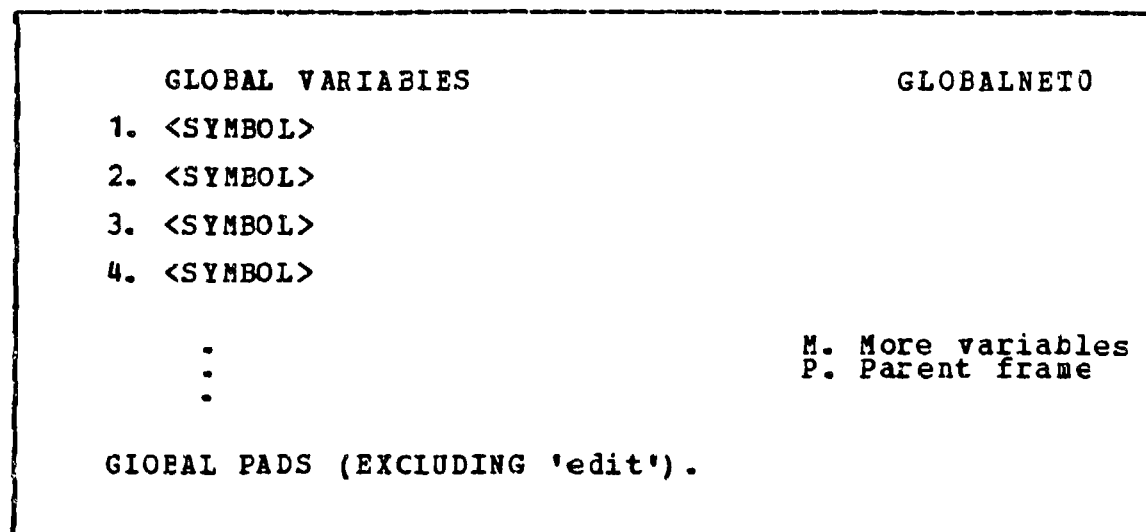 GLOBAL VARIABLES GLOBALNET0
1. <SYMBOL>
2. <SYMBOL>
3. <SYMBOL>
4. <SYMBOL>
.
.
.
M. More variables
P. Parent frame
GLOBAL PADS (EXCLUDING 'edit').